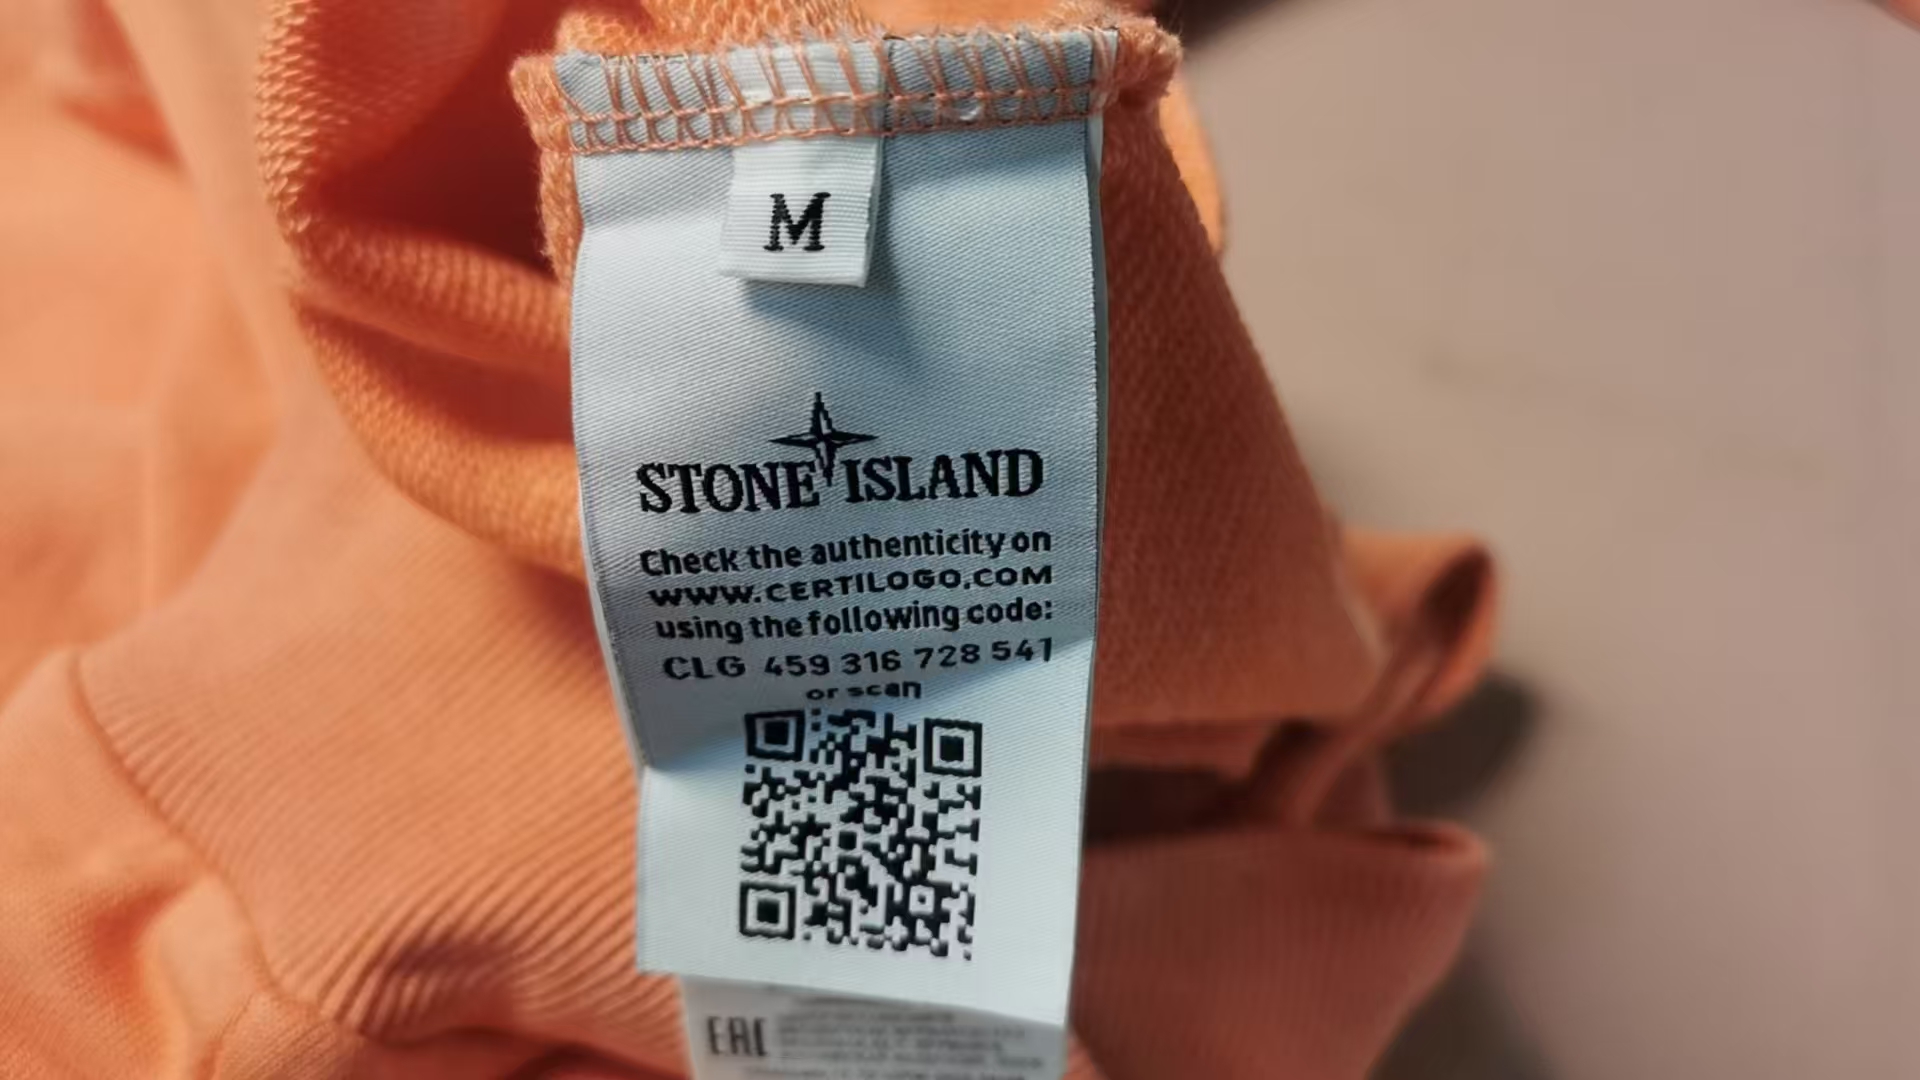 M
STONE ISLAND
Check the authenticity on
WWW.CERTILOGO.COM
using the following code:
CLG 459 316 728 541
or scan
EAC